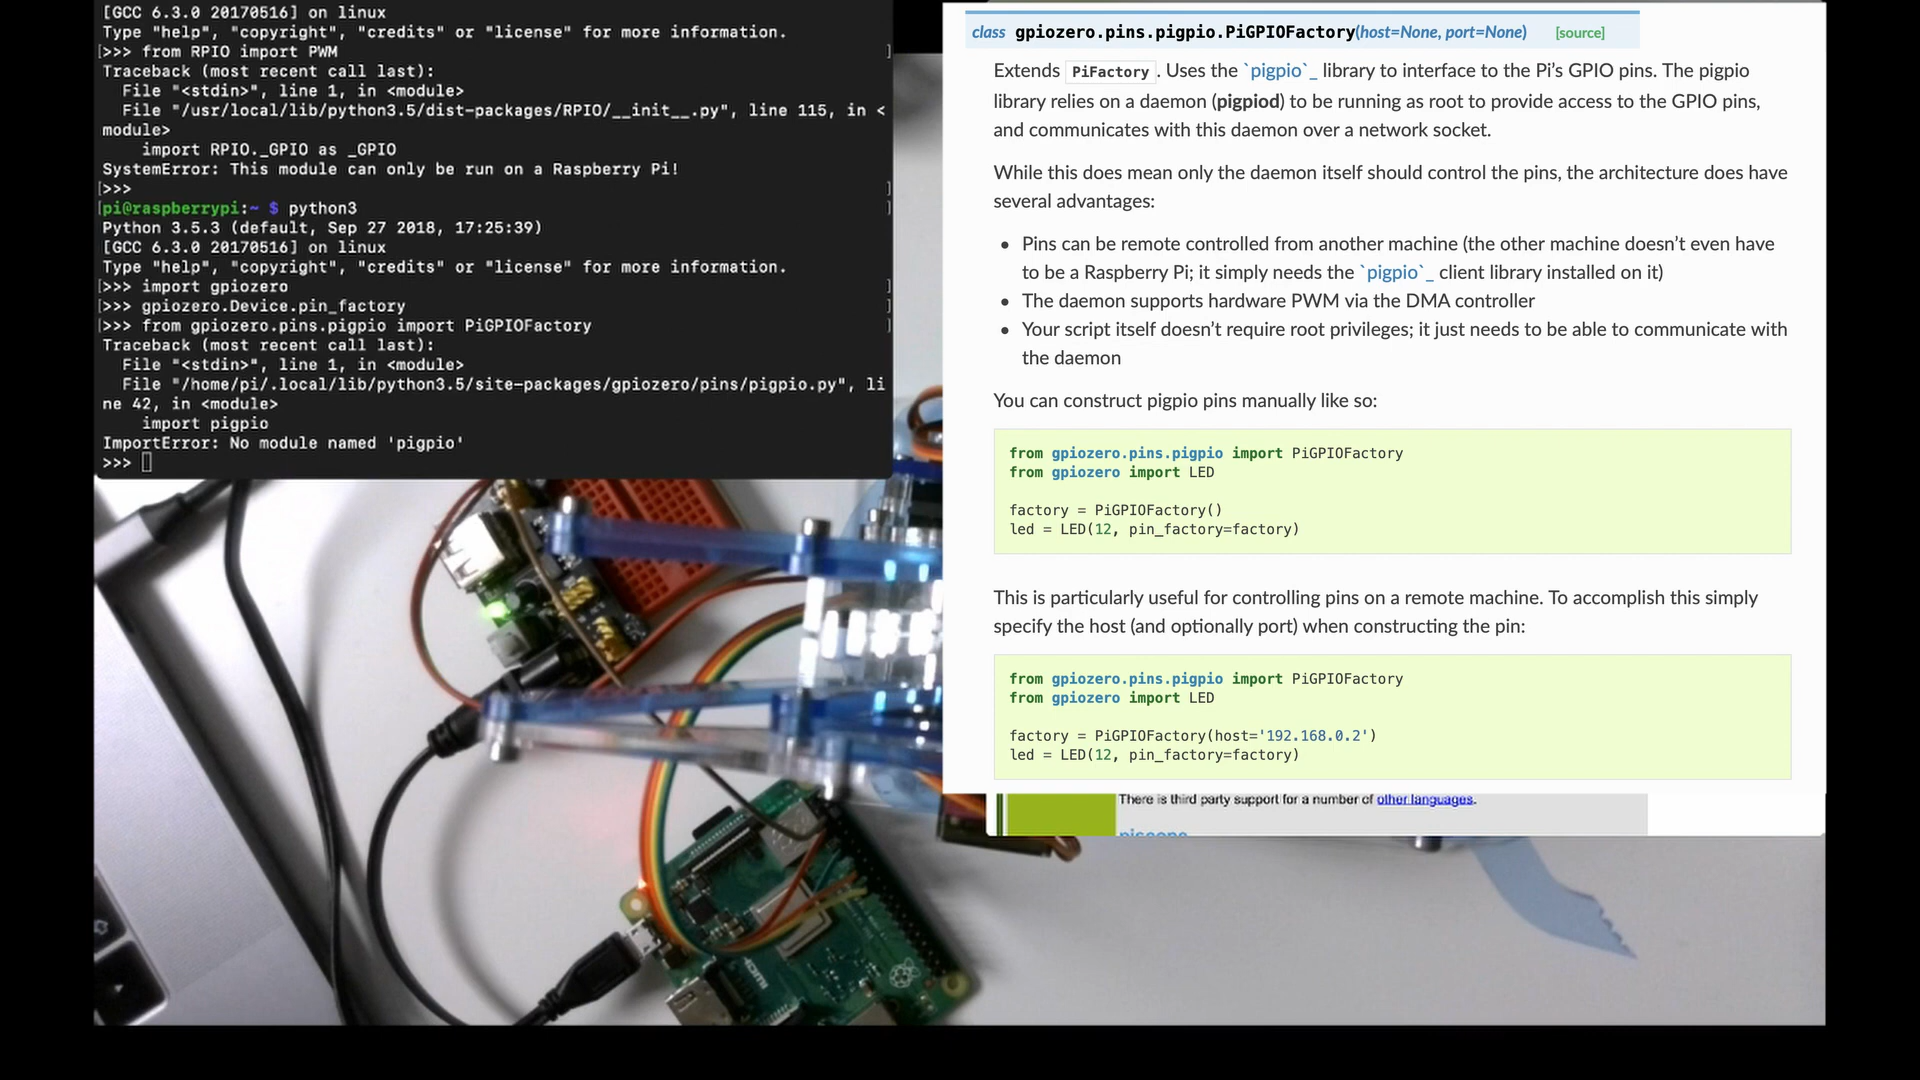 [GCC 6.3.0 20170516] on linux
Type "help", "copyright", "credits" or "license" for more information.
[>>> from RPIO import PWM ]
Traceback (most recent call last):
  File "<stdin>", line 1, in <module>
  File "/usr/local/lib/python3.5/dist-packages/RPIO/__init__.py", line 115, in <
module>
    import RPIO._GPIO as _GPIO
SystemError: This module can only be run on a Raspberry Pi!
[>>> ]
[pi@raspberrypi:~ $ python3 ]
Python 3.5.3 (default, Sep 27 2018, 17:25:39)
[GCC 6.3.0 20170516] on linux
Type "help", "copyright", "credits" or "license" for more information.
[>>> import gpiozero ]
[>>> gpiozero.Device.pin_factory ]
[>>> from gpiozero.pins.pigpio import PiGPIOFactory ]
Traceback (most recent call last):
  File "<stdin>", line 1, in <module>
  File "/home/pi/.local/lib/python3.5/site-packages/gpiozero/pins/pigpio.py", li
ne 42, in <module>
    import pigpio
ImportError: No module named 'pigpio'
>>>
class gpiozero.pins.pigpio.PiGPIOFactory(host=None, port=None) [source]
Extends PiFactory . Uses the `pigpio`_ library to interface to the Pi’s GPIO pins. The pigpio
library relies on a daemon (pigpiod) to be running as root to provide access to the GPIO pins,
and communicates with this daemon over a network socket.
While this does mean only the daemon itself should control the pins, the architecture does have
several advantages:
• Pins can be remote controlled from another machine (the other machine doesn’t even have
to be a Raspberry Pi; it simply needs the `pigpio`_ client library installed on it)
• The daemon supports hardware PWM via the DMA controller
• Your script itself doesn’t require root privileges; it just needs to be able to communicate with
the daemon
You can construct pigpio pins manually like so:
from gpiozero.pins.pigpio import PiGPIOFactory
from gpiozero import LED
factory = PiGPIOFactory()
led = LED(12, pin_factory=factory)
This is particularly useful for controlling pins on a remote machine. To accomplish this simply
specify the host (and optionally port) when constructing the pin:
from gpiozero.pins.pigpio import PiGPIOFactory
from gpiozero import LED
factory = PiGPIOFactory(host='192.168.0.2')
led = LED(12, pin_factory=factory)
There is third party support for a number of other languages.
piscope
HDMI